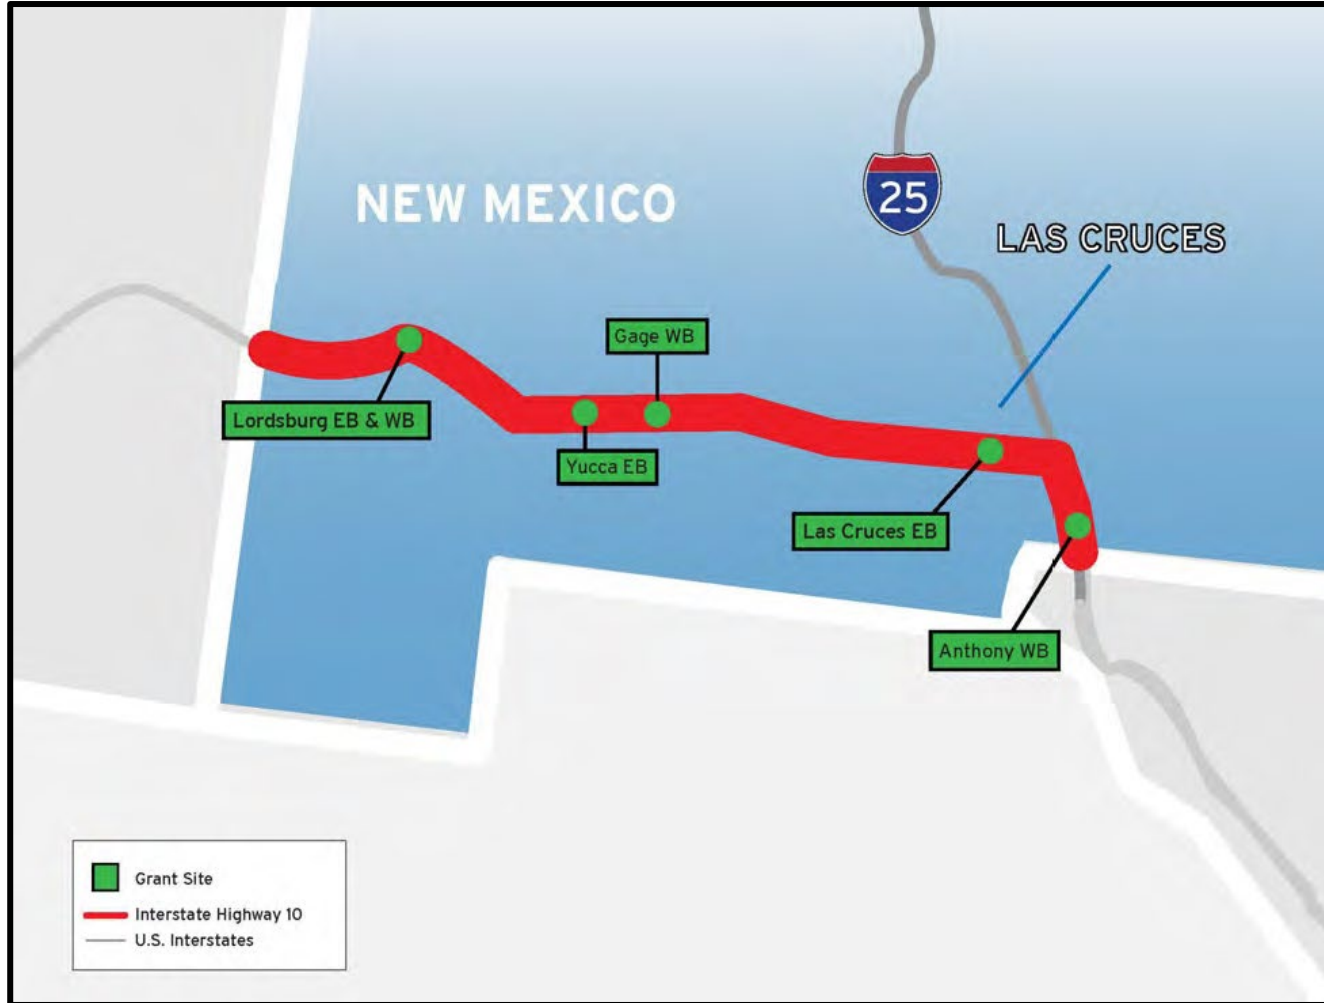 NEW MEXICO
25
LAS CRUCES
Gage WB
Lordsburg EB & WB
Yucca EB
Las Cruces EB
Anthony WB
Grant Site
Interstate Highway 10
U.S. Interstates